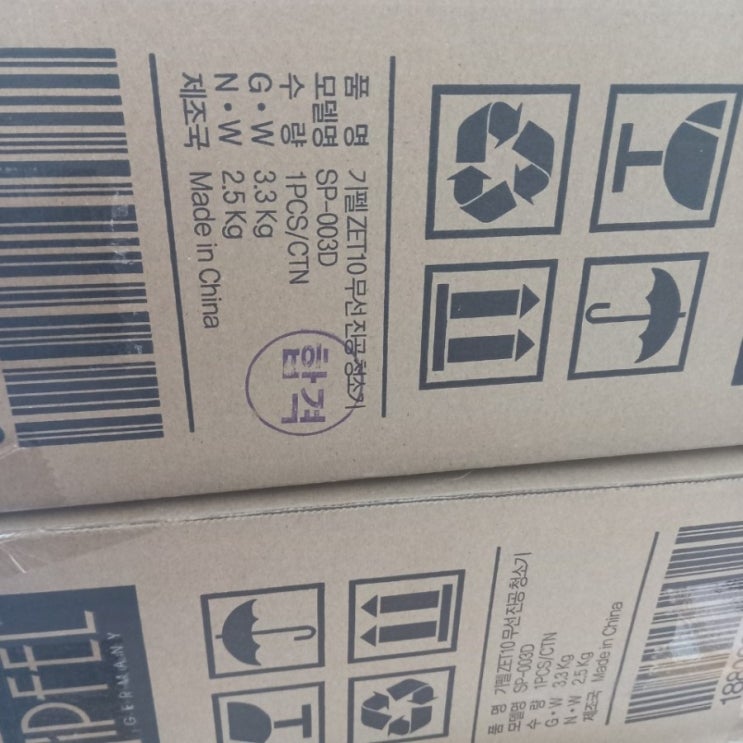 품 명 기펠 ZET10 무선 진공 청소기
모델명 SP-003D
수 량 1PCS/CTN
G·W 3.3 Kg
N·W 2.5 Kg
제조국 Made in China
합격
GIPFEL
GERMANY
품 명 기펠 ZET10 무선 진공 청소기
모델명 SP-003D
수 량 1PCS/CTN
G·W 3.3 Kg
N·W 2.5 Kg
제조국 Made in China